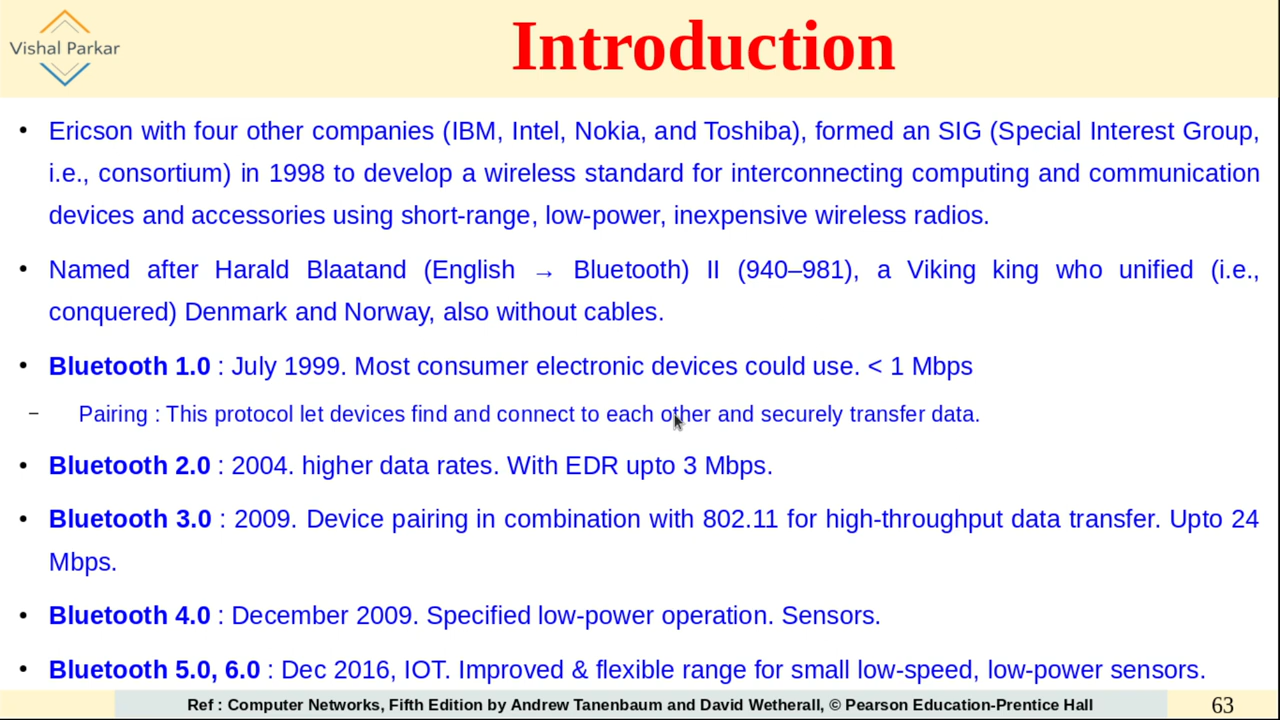 Vishal Parkar
Introduction
• Ericson with four other companies (IBM, Intel, Nokia, and Toshiba), formed an SIG (Special Interest Group,
i.e., consortium) in 1998 to develop a wireless standard for interconnecting computing and communication
devices and accessories using short-range, low-power, inexpensive wireless radios.
• Named after Harald Blaatand (English → Bluetooth) II (940–981), a Viking king who unified (i.e.,
conquered) Denmark and Norway, also without cables.
• Bluetooth 1.0 : July 1999. Most consumer electronic devices could use. < 1 Mbps
– Pairing : This protocol let devices find and connect to each other and securely transfer data.
• Bluetooth 2.0 : 2004. higher data rates. With EDR upto 3 Mbps.
• Bluetooth 3.0 : 2009. Device pairing in combination with 802.11 for high-throughput data transfer. Upto 24
Mbps.
• Bluetooth 4.0 : December 2009. Specified low-power operation. Sensors.
• Bluetooth 5.0, 6.0 : Dec 2016, IOT. Improved & flexible range for small low-speed, low-power sensors.
Ref : Computer Networks, Fifth Edition by Andrew Tanenbaum and David Wetherall, © Pearson Education-Prentice Hall
63